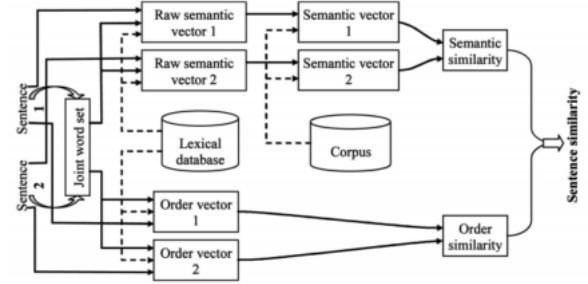 Raw semantic
vector 1
Semantic vector
1
Raw semantic
vector 2
Semantic vector
2
Semantic
similarity
Sentence
1
Sentence
2
Joint word set
Lexical
database
Corpus
Sentence similarity
Order vector
1
Order vector
2
Order
similarity